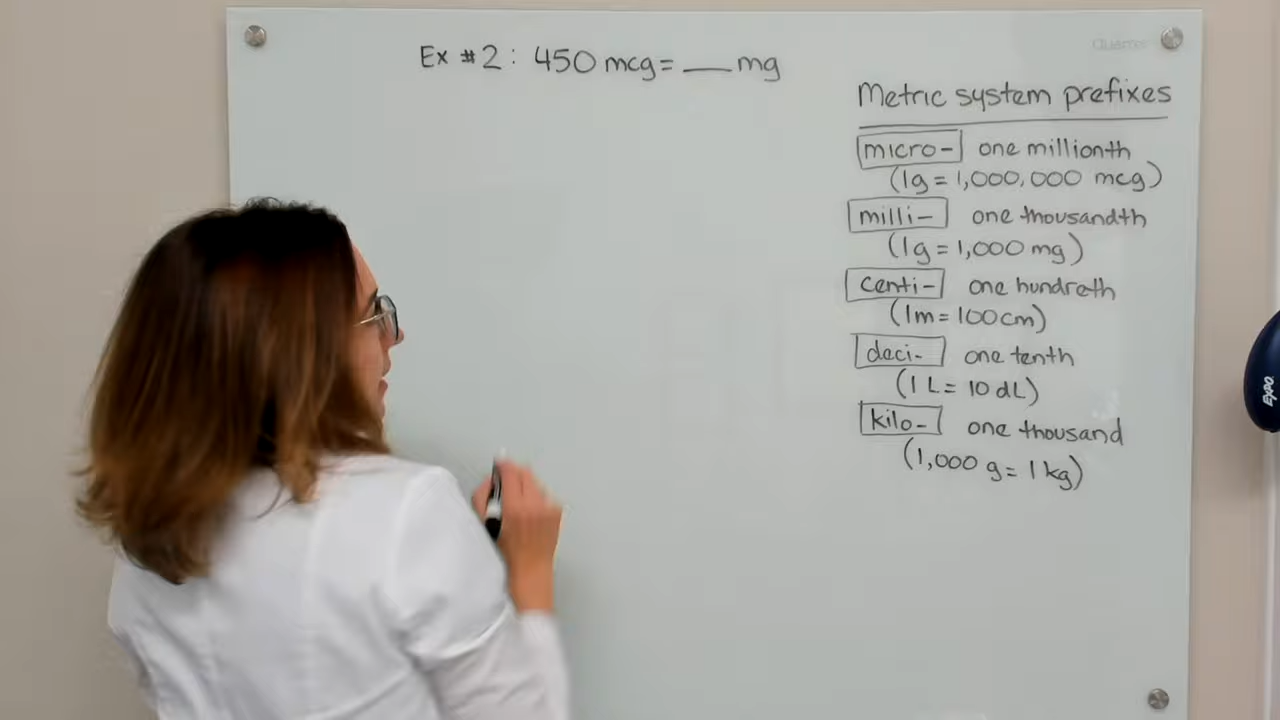 Ex #2: 450 mcg = ___ mg
Quartet
Metric system prefixes
micro- one millionth
(1g = 1,000,000 mcg)
milli- one thousandth
(1g = 1,000 mg)
centi- one hundreth
(1m = 100cm)
deci- one tenth
(1 L = 10 dL)
kilo- one thousand
(1,000 g = 1 kg)
EXPO